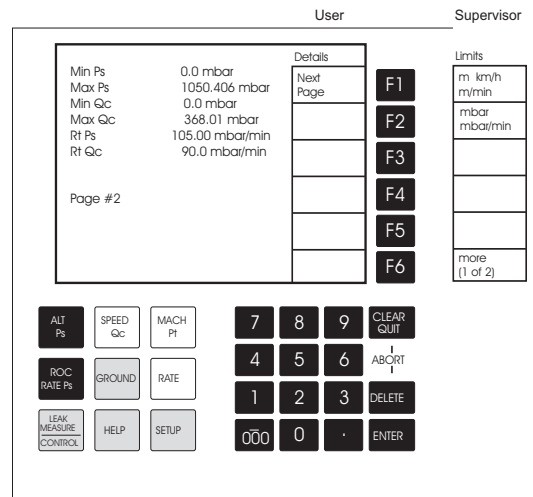 User Supervisor
Details Limits
Min Ps 0.0 mbar
Max Ps 1050.406 mbar
Min Qc 0.0 mbar
Max Qc 368.01 mbar
Rt Ps 105.00 mbar/min
Rt Qc 90.0 mbar/min
Page #2
Next
Page
F1
F2
F3
F4
F5
F6
m km/h
m/min
mbar
mbar/min
more
(1 of 2)
ALT
Ps
SPEED
Qc
MACH
Pt
ROC
RATE Ps
GROUND
RATE
LEAK
MEASURE
CONTROL
HELP
SETUP
7 8 9 CLEAR
QUIT
4 5 6 ABORT
1 2 3 DELETE
000 0 . ENTER